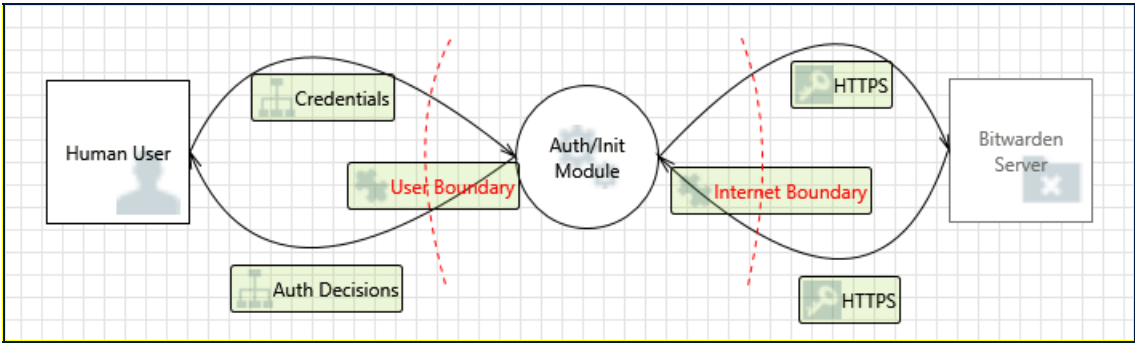 Credentials
HTTPS
Human User
Auth/Init
Module
Bitwarden
Server
User Boundary
Internet Boundary
Auth Decisions
HTTPS